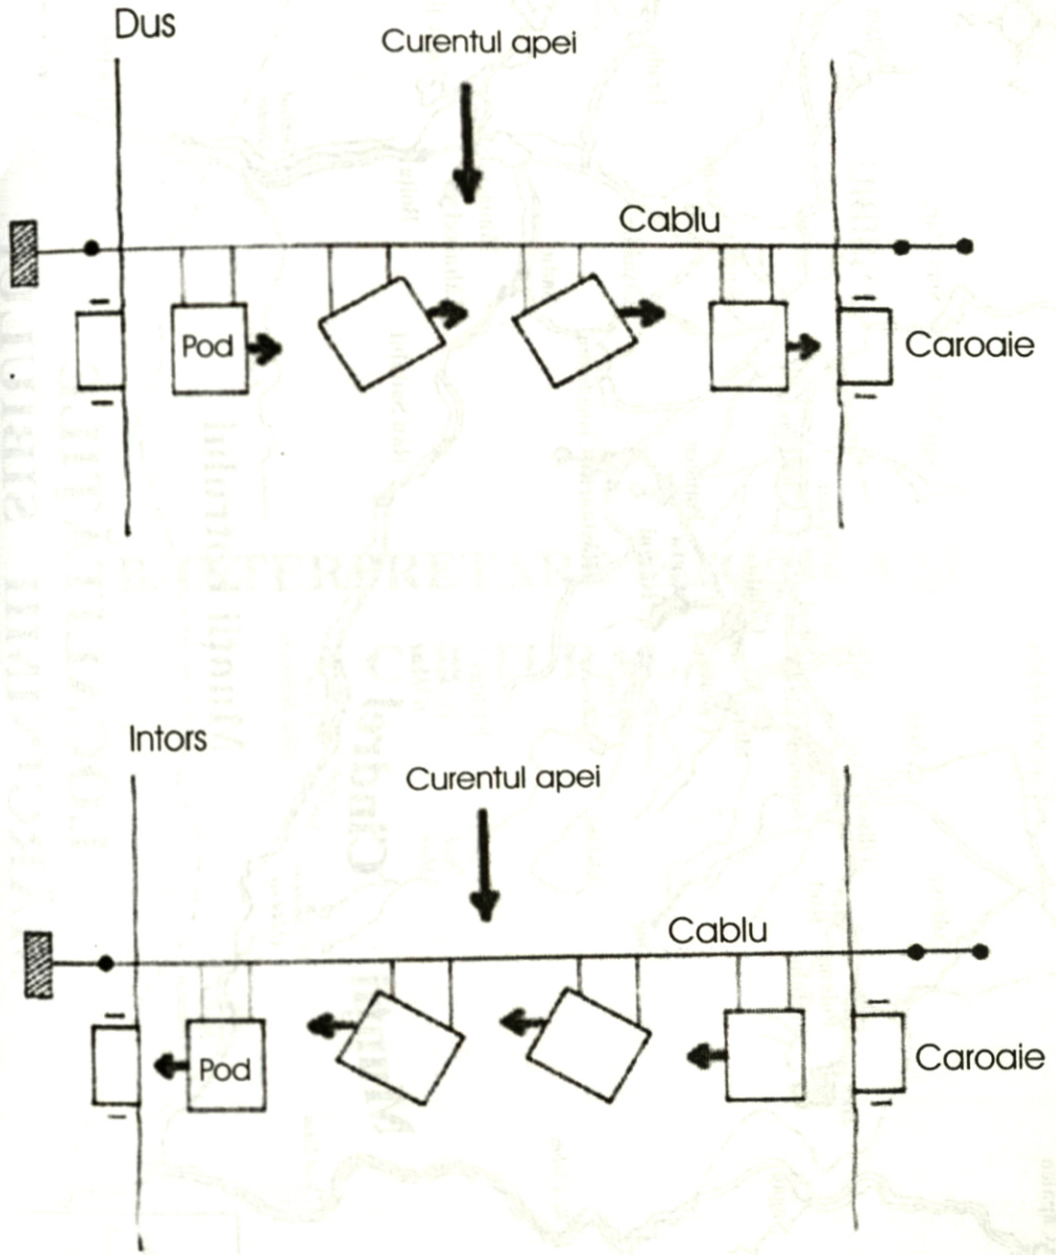 Dus
Curentul apei
Cablu
Pod
Caroaie
Intors
Curentul apei
Cablu
Pod
Caroaie